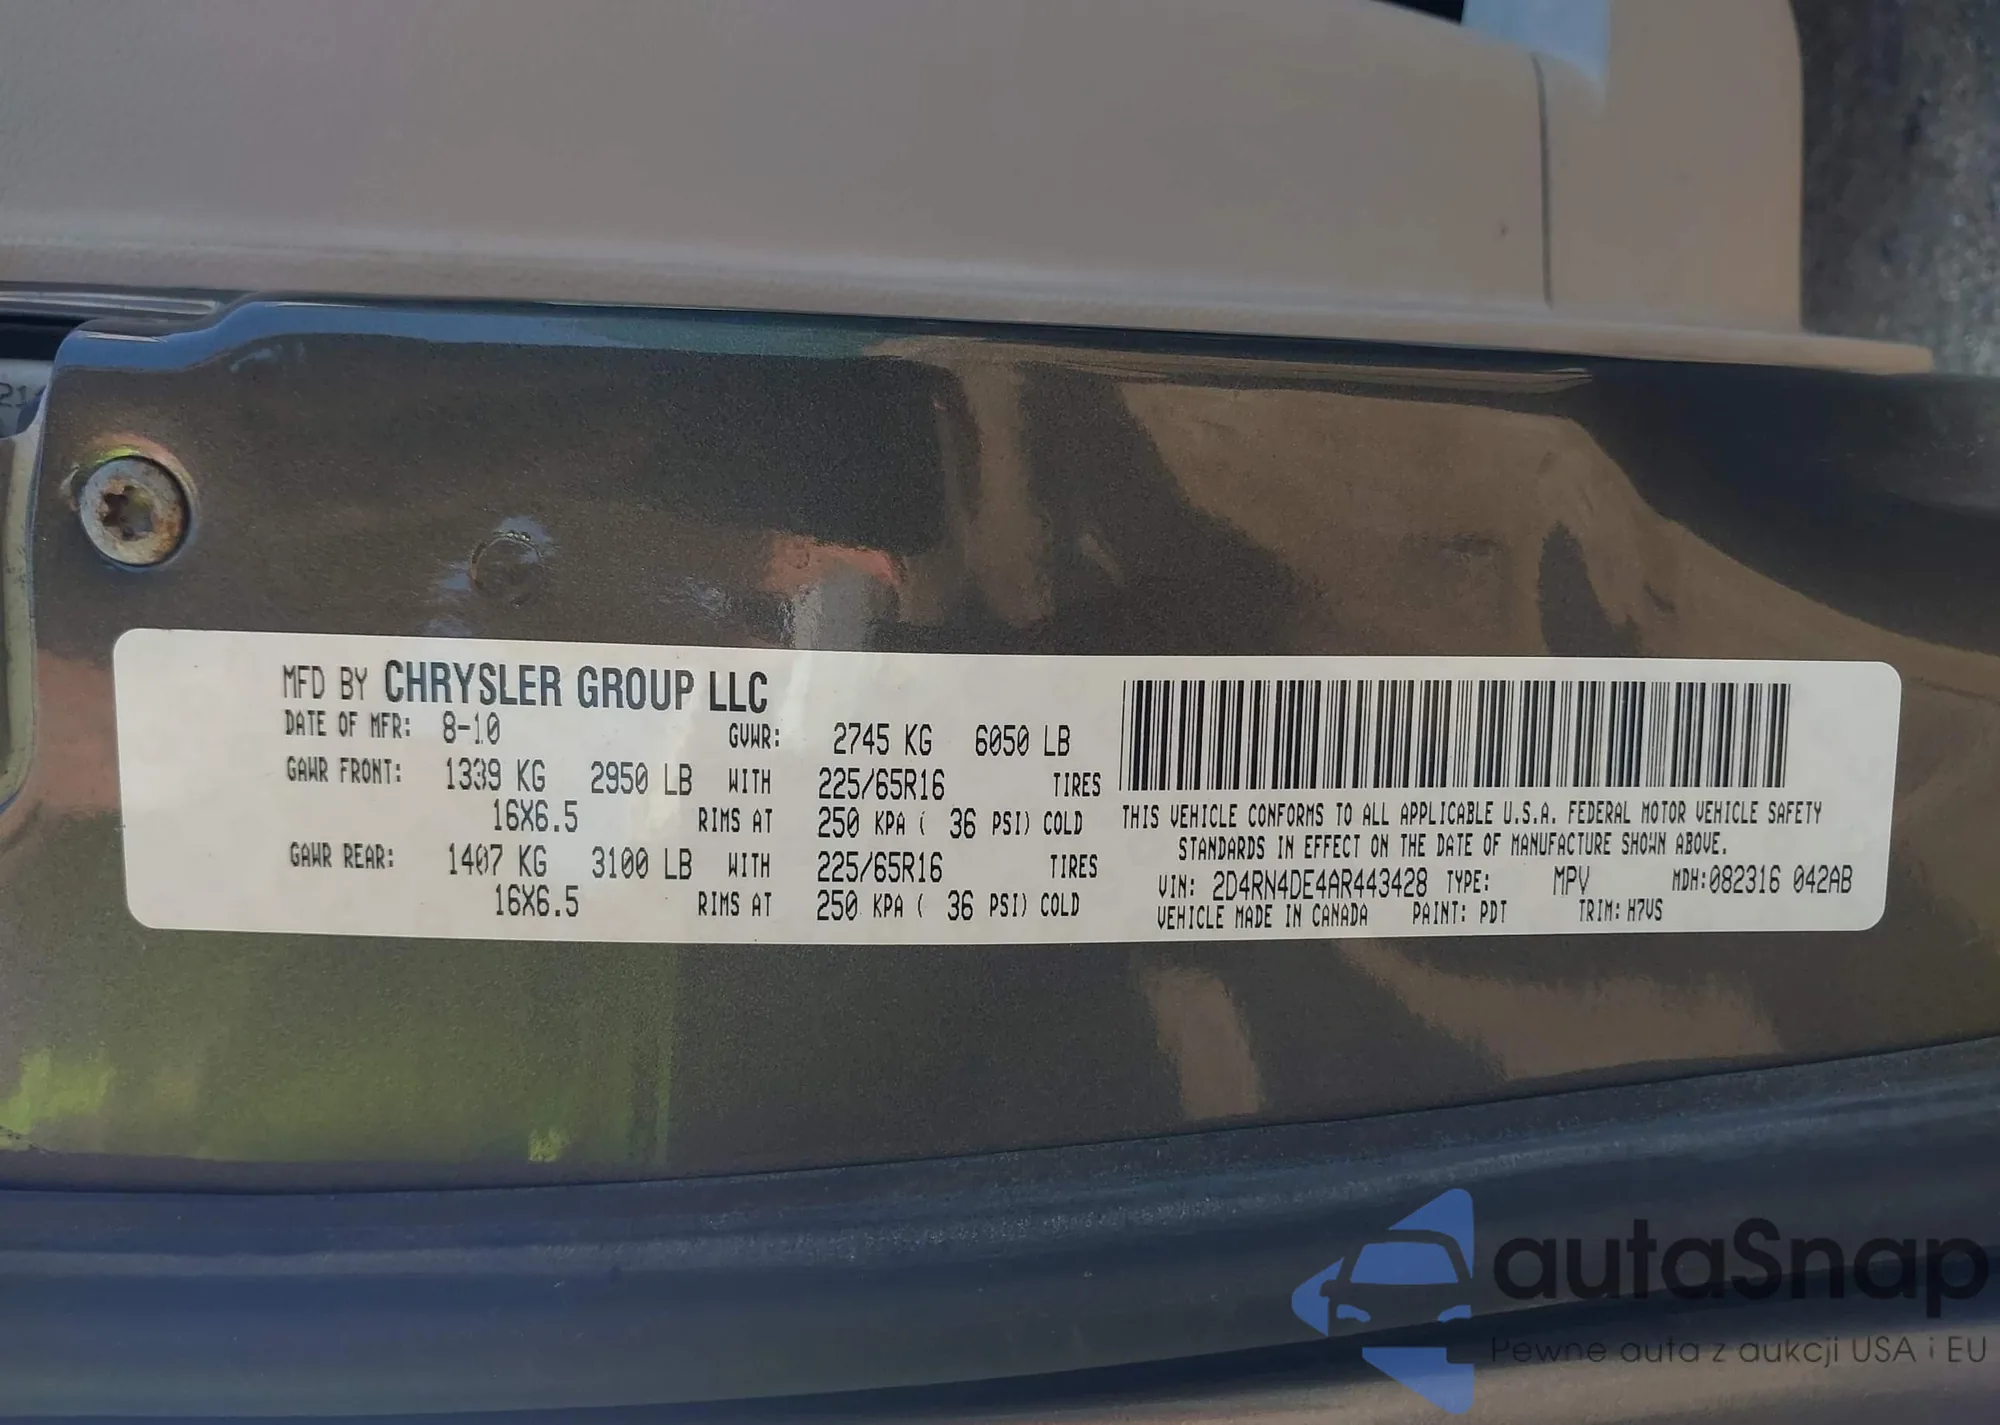 MFD BY CHRYSLER GROUP LLC
DATE OF MFR: 8-10 GVWR: 2745 KG 6050 LB
GAWR FRONT: 1339 KG 2950 LB WITH 225/65R16 TIRES
16X6.5 RIMS AT 250 KPA ( 36 PSI) COLD
GAWR REAR: 1407 KG 3100 LB WITH 225/65R16 TIRES
16X6.5 RIMS AT 250 KPA ( 36 PSI) COLD
THIS VEHICLE CONFORMS TO ALL APPLICABLE U.S.A. FEDERAL MOTOR VEHICLE SAFETY
STANDARDS IN EFFECT ON THE DATE OF MANUFACTURE SHOWN ABOVE.
VIN: 2D4RN4DE4AR443428 TYPE: MPV MDH:082316 042AB
VEHICLE MADE IN CANADA PAINT: PDT TRIM: H7VS
autaSnap
Pewne auta z aukcji USA i EU